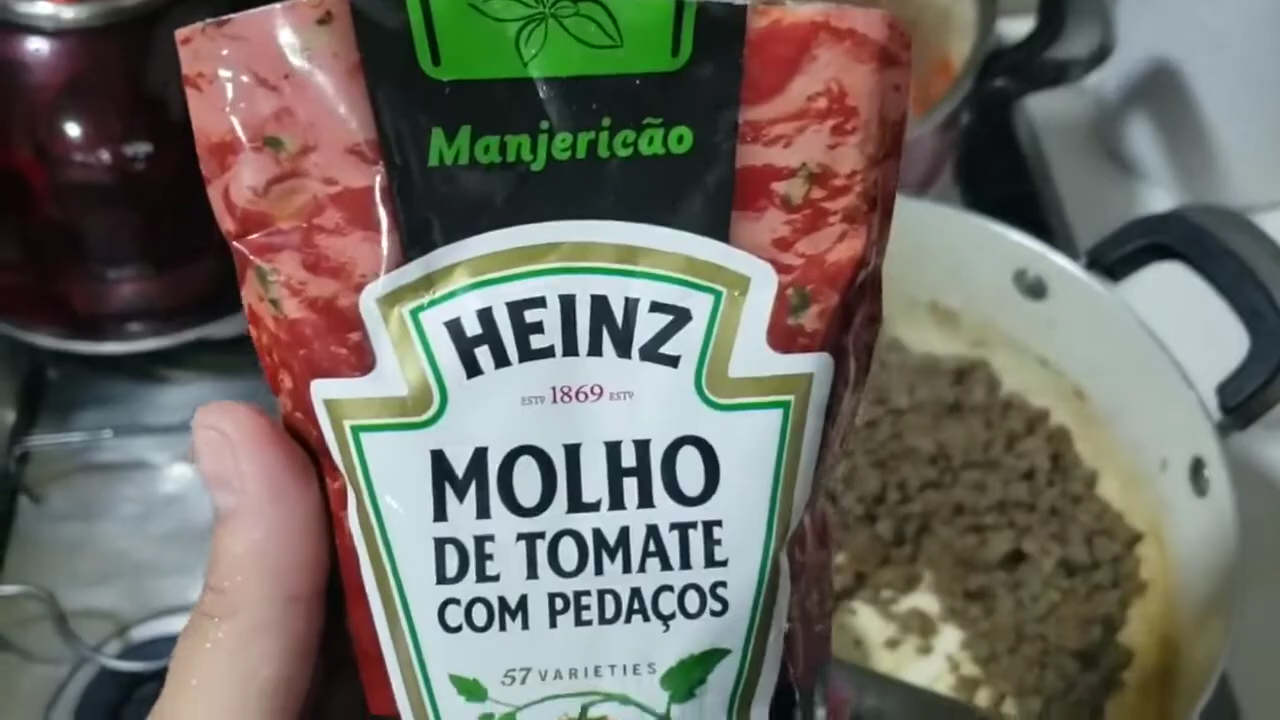 Manjericão
HEINZ
ESTD 1869 ESTD
MOLHO
DE TOMATE
COM PEDAÇOS
57 VARIETIES